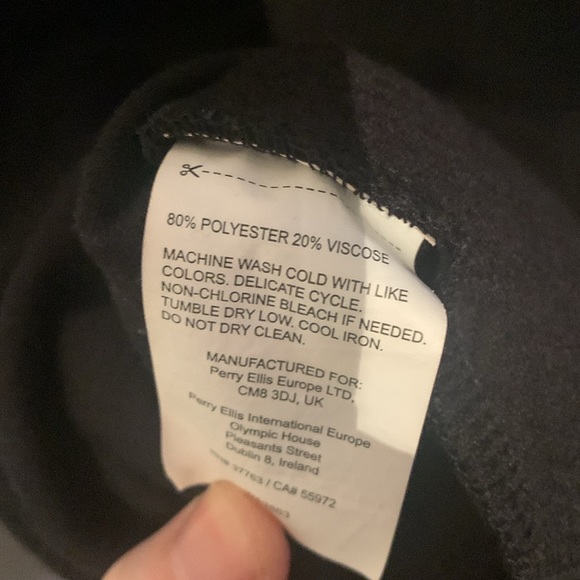 80% POLYESTER 20% VISCOSE
MACHINE WASH COLD WITH LIKE
COLORS. DELICATE CYCLE.
NON-CHLORINE BLEACH IF NEEDED.
TUMBLE DRY LOW. COOL IRON.
DO NOT DRY CLEAN.
MANUFACTURED FOR:
Perry Ellis Europe LTD,
CM8 3DJ, UK
Perry Ellis International Europe
Olympic House
Pleasants Street
Dublin 8, Ireland
37763 / CA# 55972